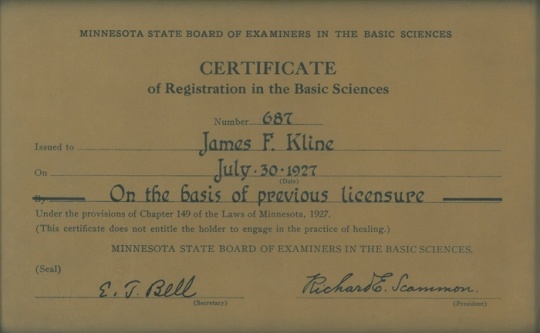 MINNESOTA STATE BOARD OF EXAMINERS IN THE BASIC SCIENCES
CERTIFICATE
of Registration in the Basic Sciences
Number 687
Issued to James F. Kline
On July-30-1927
(Date)
By On the basis of previous licensure
Under the provisions of Chapter 149 of the Laws of Minnesota, 1927.
(This certificate does not entitle the holder to engage in the practice of healing.)
MINNESOTA STATE BOARD OF EXAMINERS IN THE BASIC SCIENCES.
(Seal)
E. T. Bell Richard E. Scammon.
(Secretary) (President)